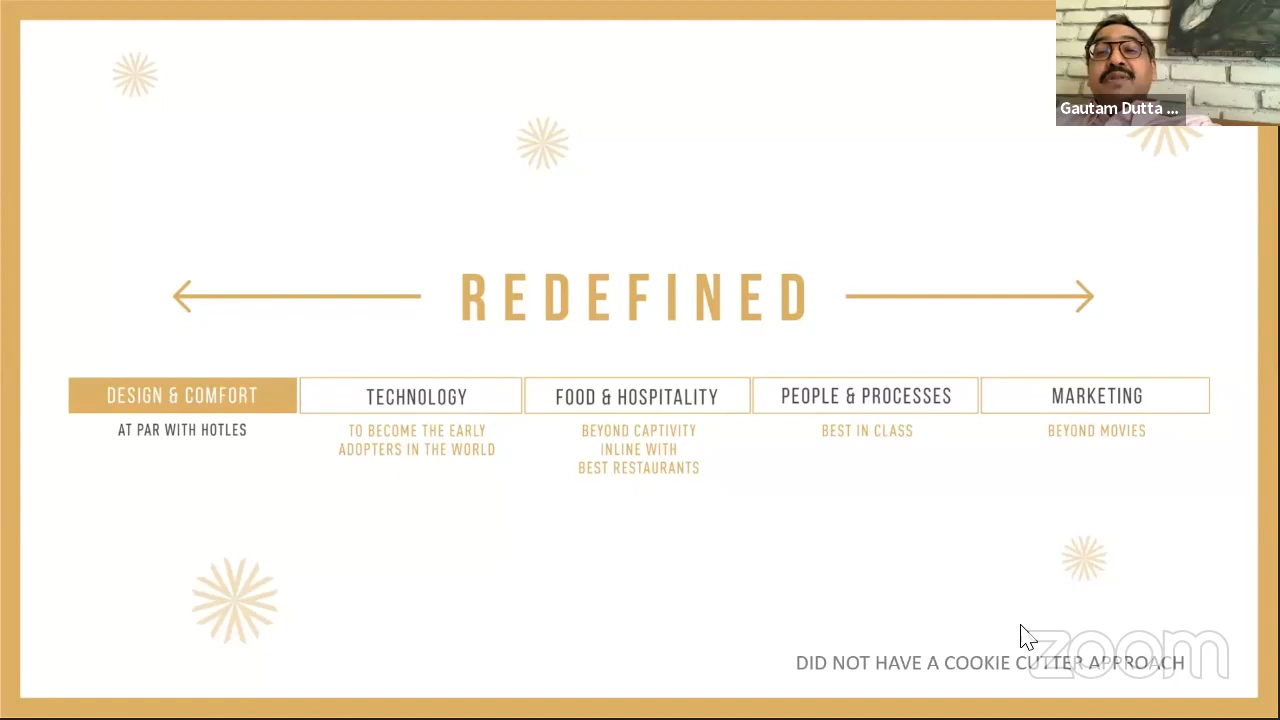 Gautam Dutta ...
REDEFINED
DESIGN & COMFORT
AT PAR WITH HOTLES
TECHNOLOGY
TO BECOME THE EARLY
ADOPTERS IN THE WORLD
FOOD & HOSPITALITY
BEYOND CAPTIVITY
INLINE WITH
BEST RESTAURANTS
PEOPLE & PROCESSES
BEST IN CLASS
MARKETING
BEYOND MOVIES
DID NOT HAVE A COOKIE CUTTER APPROACH
zoom